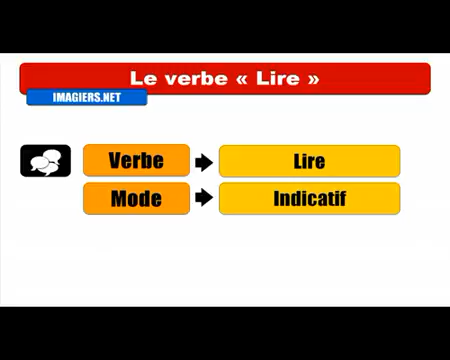 Le verbe « Lire »
IMAGIERS.NET
Verbe Lire
Mode Indicatif